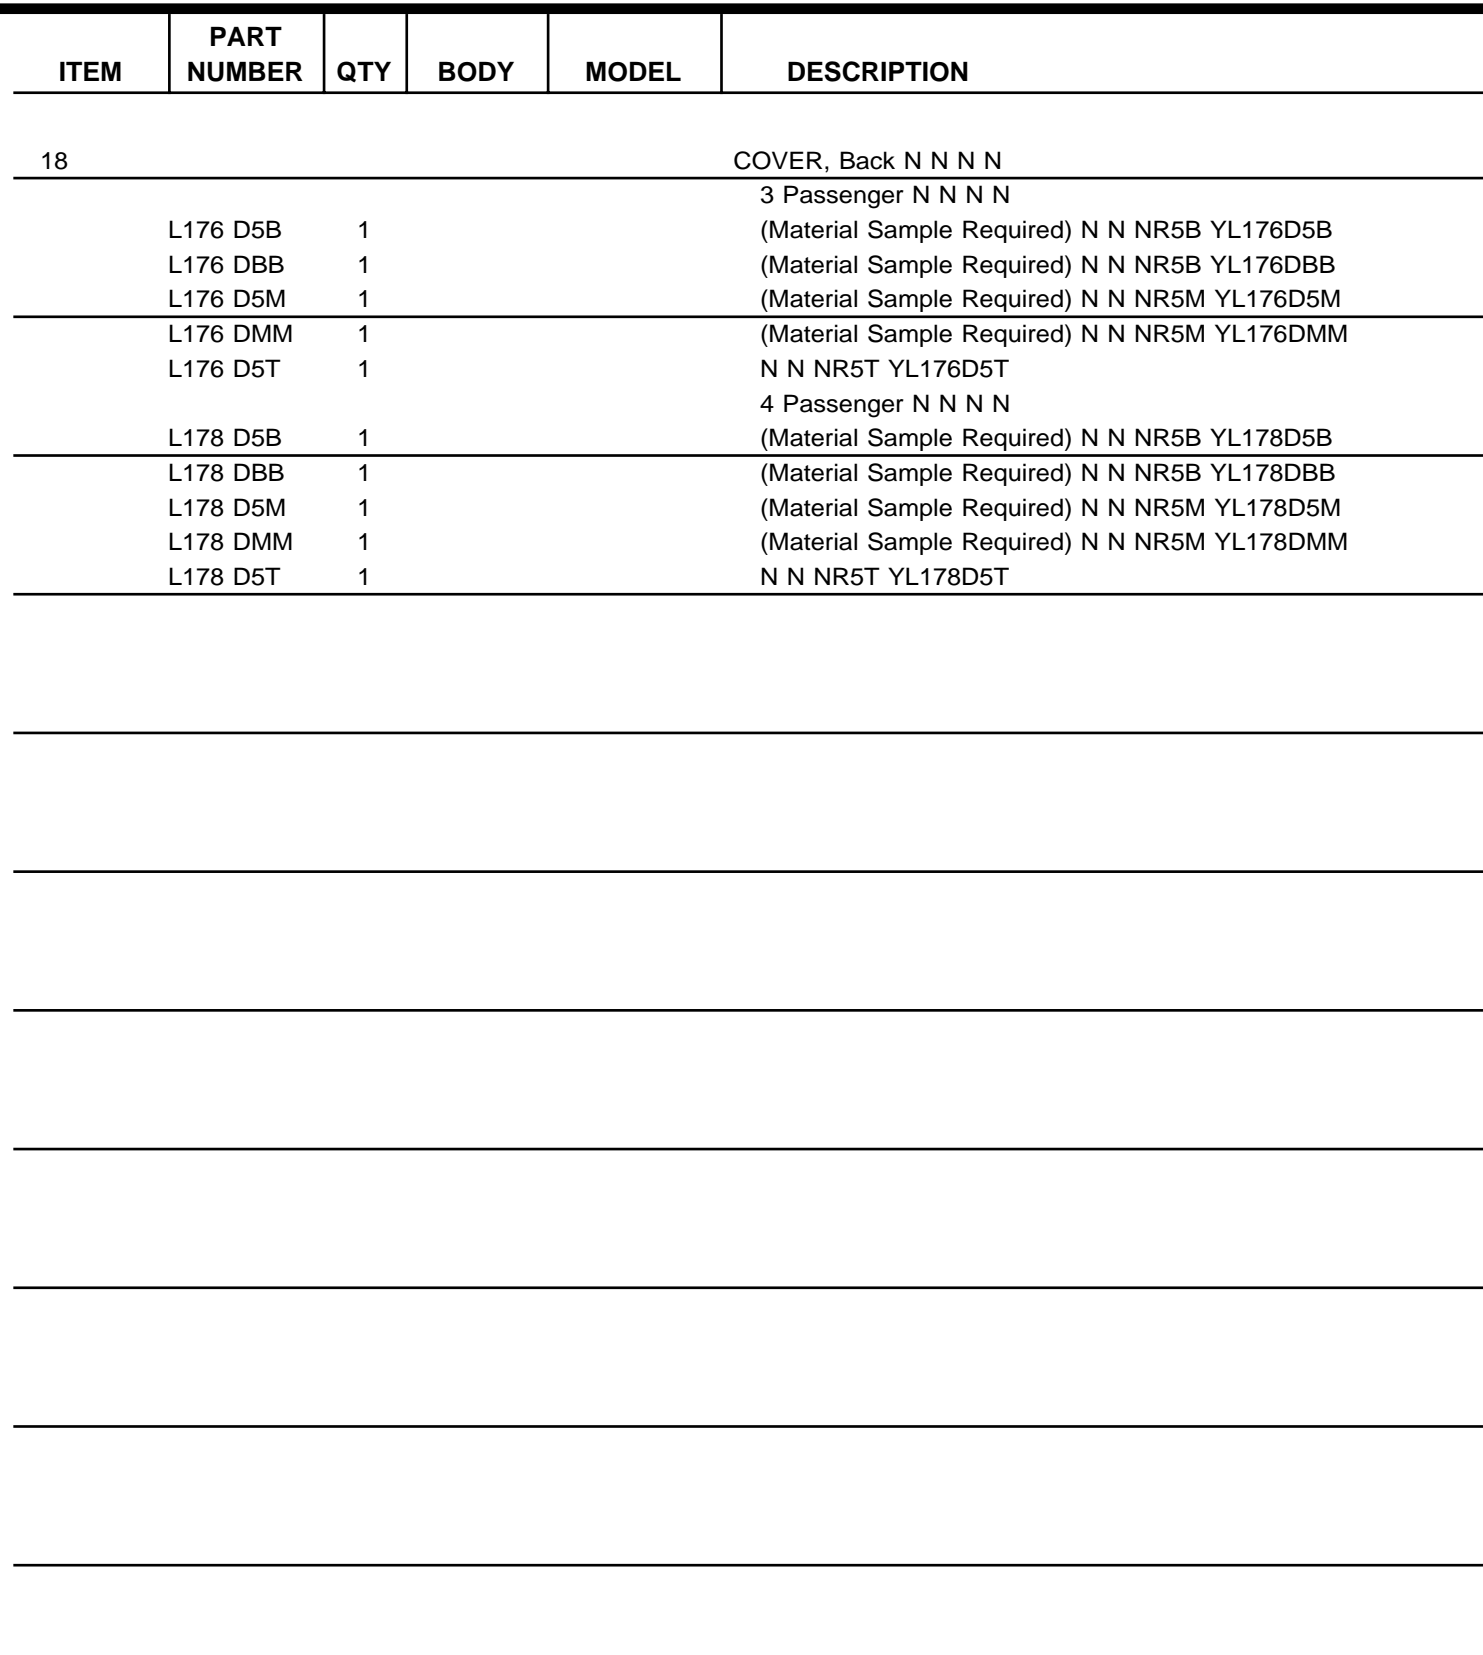 PART
ITEM NUMBER QTY BODY MODEL DESCRIPTION
18 COVER, Back N N N N
3 Passenger N N N N
L176 D5B 1 (Material Sample Required) N N NR5B YL176D5B
L176 DBB 1 (Material Sample Required) N N NR5B YL176DBB
L176 D5M 1 (Material Sample Required) N N NR5M YL176D5M
L176 DMM 1 (Material Sample Required) N N NR5M YL176DMM
L176 D5T 1 N N NR5T YL176D5T
4 Passenger N N N N
L178 D5B 1 (Material Sample Required) N N NR5B YL178D5B
L178 DBB 1 (Material Sample Required) N N NR5B YL178DBB
L178 D5M 1 (Material Sample Required) N N NR5M YL178D5M
L178 DMM 1 (Material Sample Required) N N NR5M YL178DMM
L178 D5T 1 N N NR5T YL178D5T